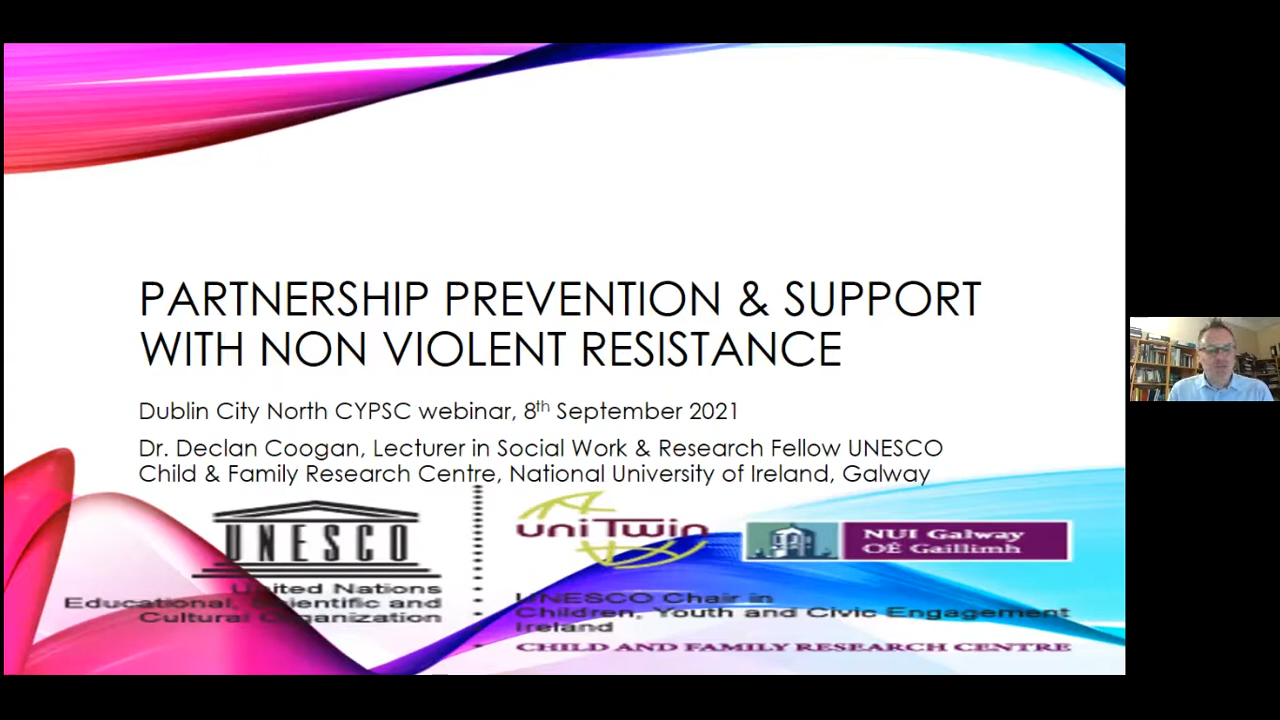 PARTNERSHIP PREVENTION & SUPPORT
WITH NON VIOLENT RESISTANCE
Dublin City North CYPSC webinar, 8th September 2021
Dr. Declan Coogan, Lecturer in Social Work & Research Fellow UNESCO
Child & Family Research Centre, National University of Ireland, Galway
UNESCO
United Nations
Educational, Scientific and
Cultural Organization
uniTwin
NUI Galway
OÉ Gaillimh
UNESCO Chair in
Children, Youth and Civic Engagement
Ireland
CHILD AND FAMILY RESEARCH CENTRE